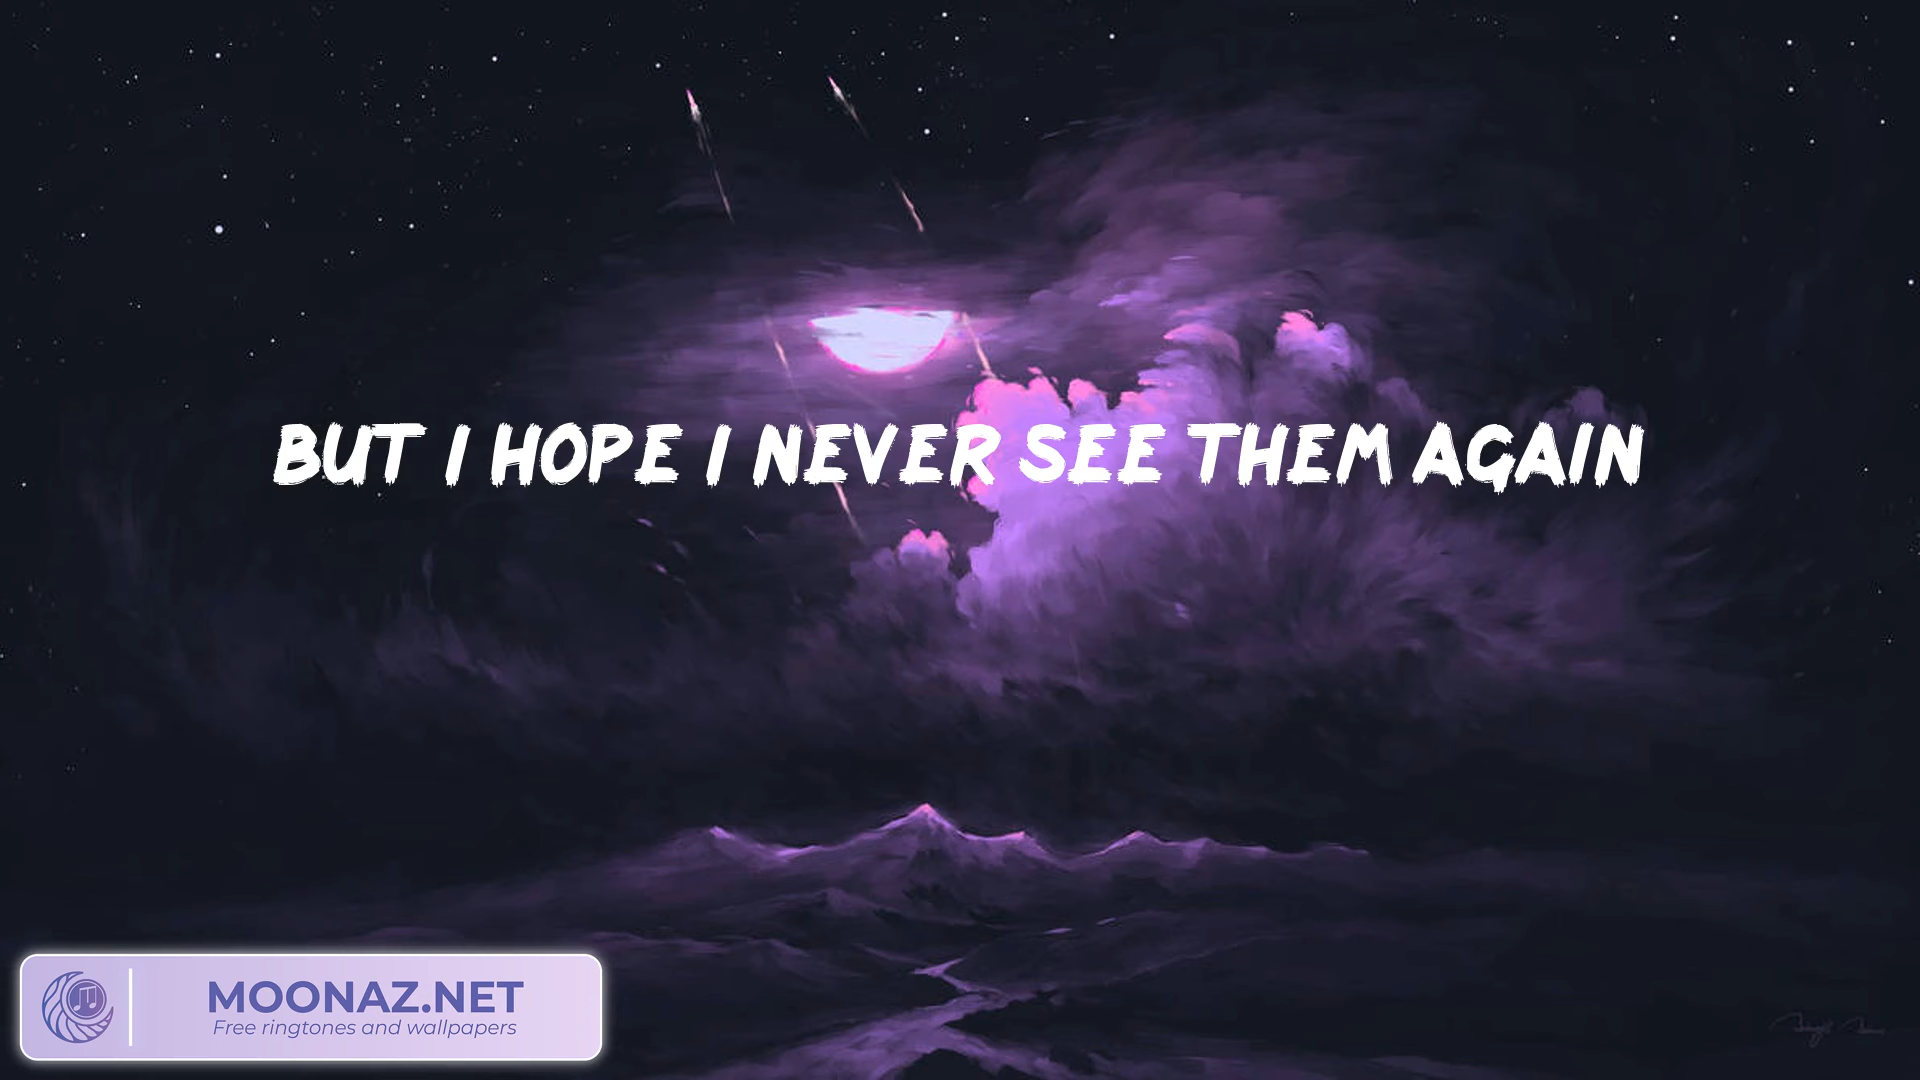 BUT I HOPE I NEVER SEE THEM AGAIN
MOONAZ.NET
Free ringtones and wallpapers